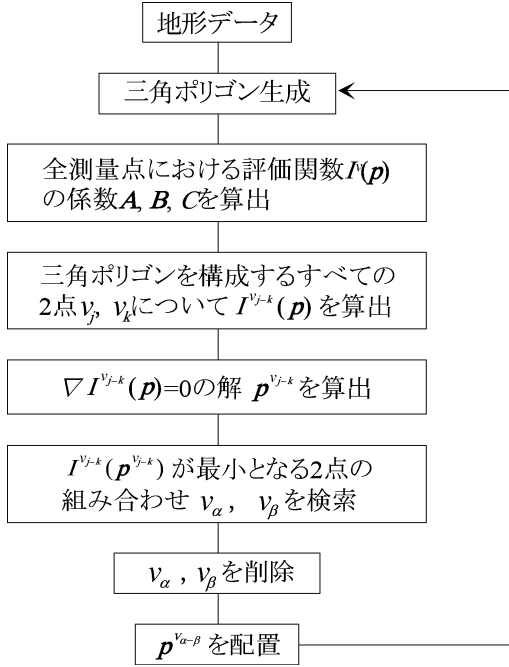 地形データ
三角ポリゴン生成
全測量点における評価関数Iᵛ(p)
の係数A, B, Cを算出
三角ポリゴンを構成するすべての
2点v_j, v_kについて I^{v_{j-k}}(p) を算出
▽I^{v_{j-k}}(p)=0の解 p^{v_{j-k}} を算出
I^{v_{j-k}}(p^{v_{j-k}}) が最小となる2点の
組み合わせ v_α, v_βを検索
v_α, v_βを削除
p^{v_{α-β}} を配置